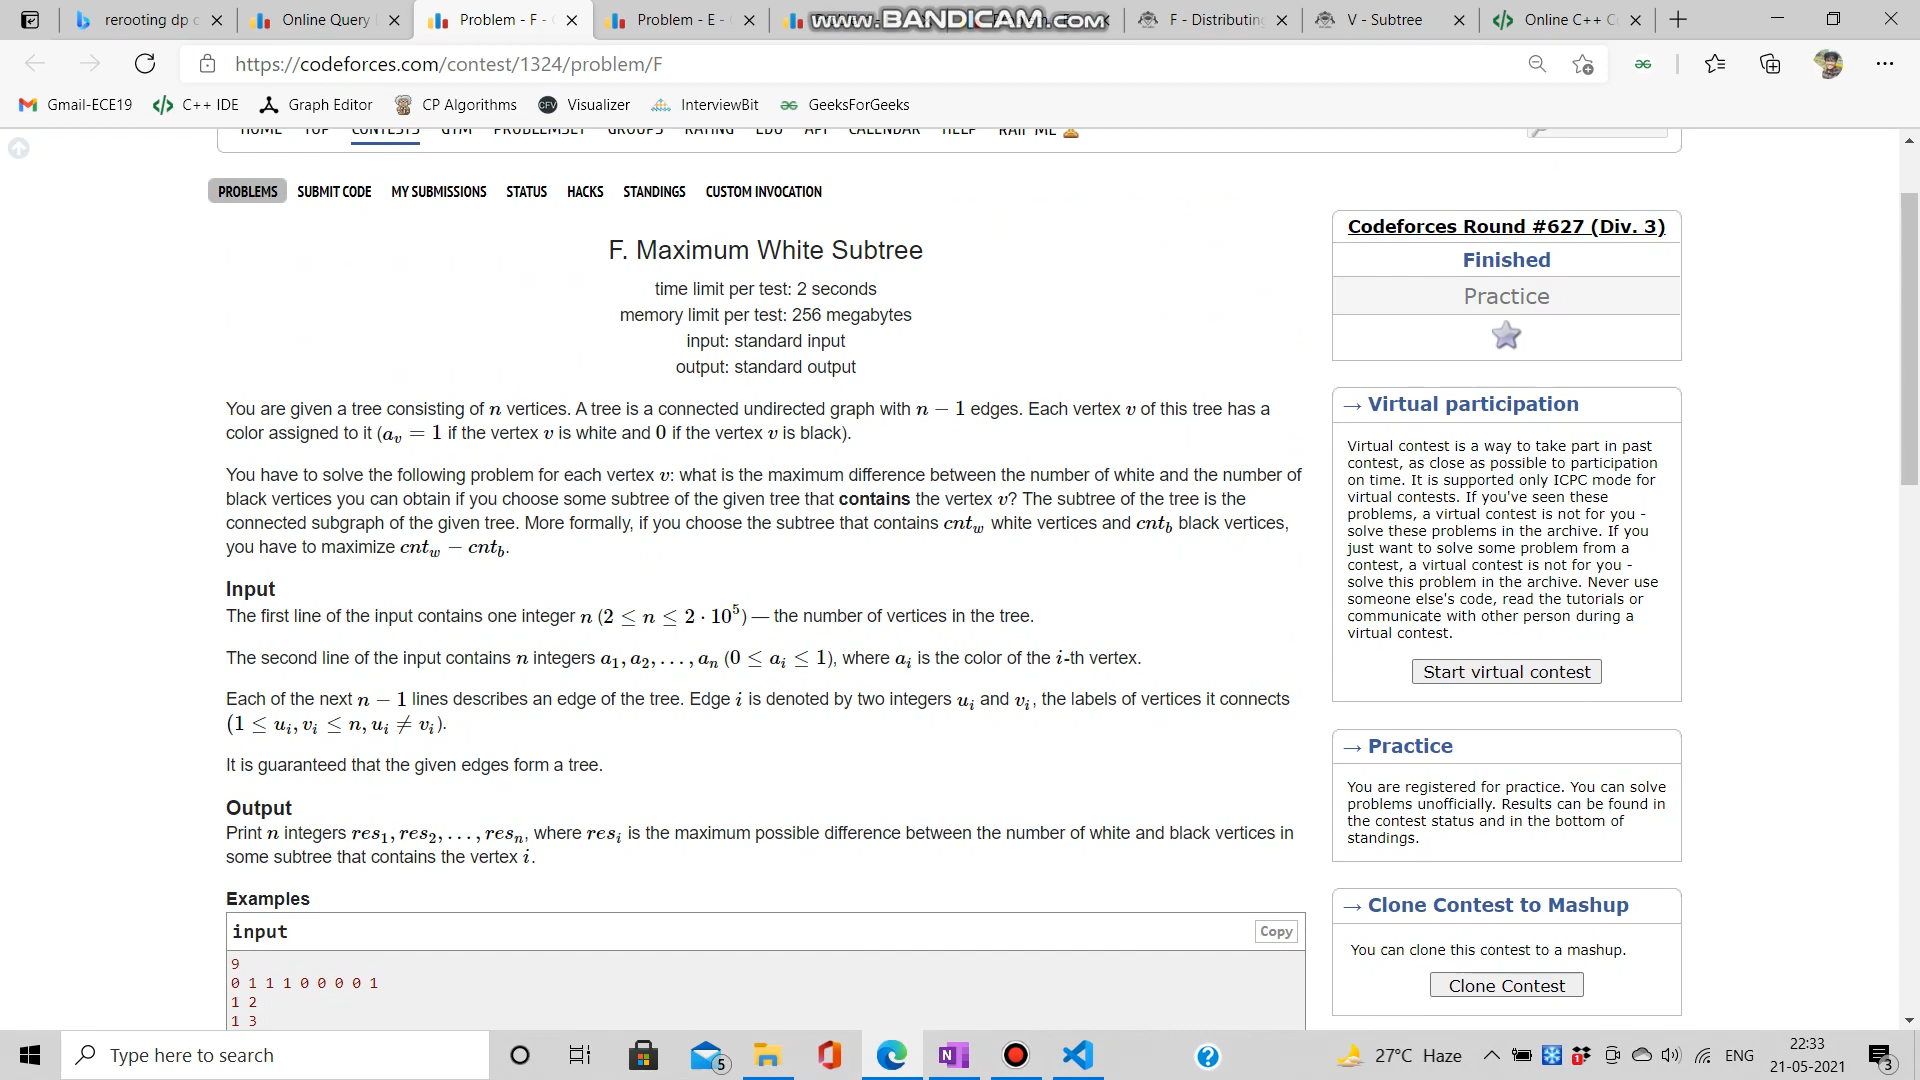 rerooting dp c
Online Query
Problem - F -
Problem - E -
www.BANDICAM.com
F - Distributin
V - Subtree
Online C++ C
https://codeforces.com/contest/1324/problem/F
Gmail-ECE19
C++ IDE
Graph Editor
CP Algorithms
Visualizer
InterviewBit
GeeksForGeeks
HOME TOP CONTESTS GYM PROBLEMSET GROUPS RATING EDU API CALENDAR HELP RAIF ME
PROBLEMS SUBMIT CODE MY SUBMISSIONS STATUS HACKS STANDINGS CUSTOM INVOCATION
F. Maximum White Subtree
time limit per test: 2 seconds
memory limit per test: 256 megabytes
input: standard input
output: standard output
You are given a tree consisting of n vertices. A tree is a connected undirected graph with n − 1 edges. Each vertex v of this tree has a
color assigned to it (a_v = 1 if the vertex v is white and 0 if the vertex v is black).
You have to solve the following problem for each vertex v: what is the maximum difference between the number of white and the number of
black vertices you can obtain if you choose some subtree of the given tree that contains the vertex v? The subtree of the tree is the
connected subgraph of the given tree. More formally, if you choose the subtree that contains cnt_w white vertices and cnt_b black vertices,
you have to maximize cnt_w − cnt_b.
Input
The first line of the input contains one integer n (2 ≤ n ≤ 2 · 10^5) — the number of vertices in the tree.
The second line of the input contains n integers a_1, a_2, …, a_n (0 ≤ a_i ≤ 1), where a_i is the color of the i-th vertex.
Each of the next n − 1 lines describes an edge of the tree. Edge i is denoted by two integers u_i and v_i, the labels of vertices it connects
(1 ≤ u_i, v_i ≤ n, u_i ≠ v_i).
It is guaranteed that the given edges form a tree.
Output
Print n integers res_1, res_2, …, res_n, where res_i is the maximum possible difference between the number of white and black vertices in
some subtree that contains the vertex i.
Examples
input
Copy
9
0 1 1 1 0 0 0 0 1
1 2
1 3
Codeforces Round #627 (Div. 3)
Finished
Practice
→ Virtual participation
Virtual contest is a way to take part in past
contest, as close as possible to participation
on time. It is supported only ICPC mode for
virtual contests. If you've seen these
problems, a virtual contest is not for you -
solve these problems in the archive. If you
just want to solve some problem from a
contest, a virtual contest is not for you -
solve this problem in the archive. Never use
someone else's code, read the tutorials or
communicate with other person during a
virtual contest.
Start virtual contest
→ Practice
You are registered for practice. You can solve
problems unofficially. Results can be found in
the contest status and in the bottom of
standings.
→ Clone Contest to Mashup
You can clone this contest to a mashup.
Clone Contest
Type here to search
5
27°C Haze
1
ENG
22:33
21-05-2021
3